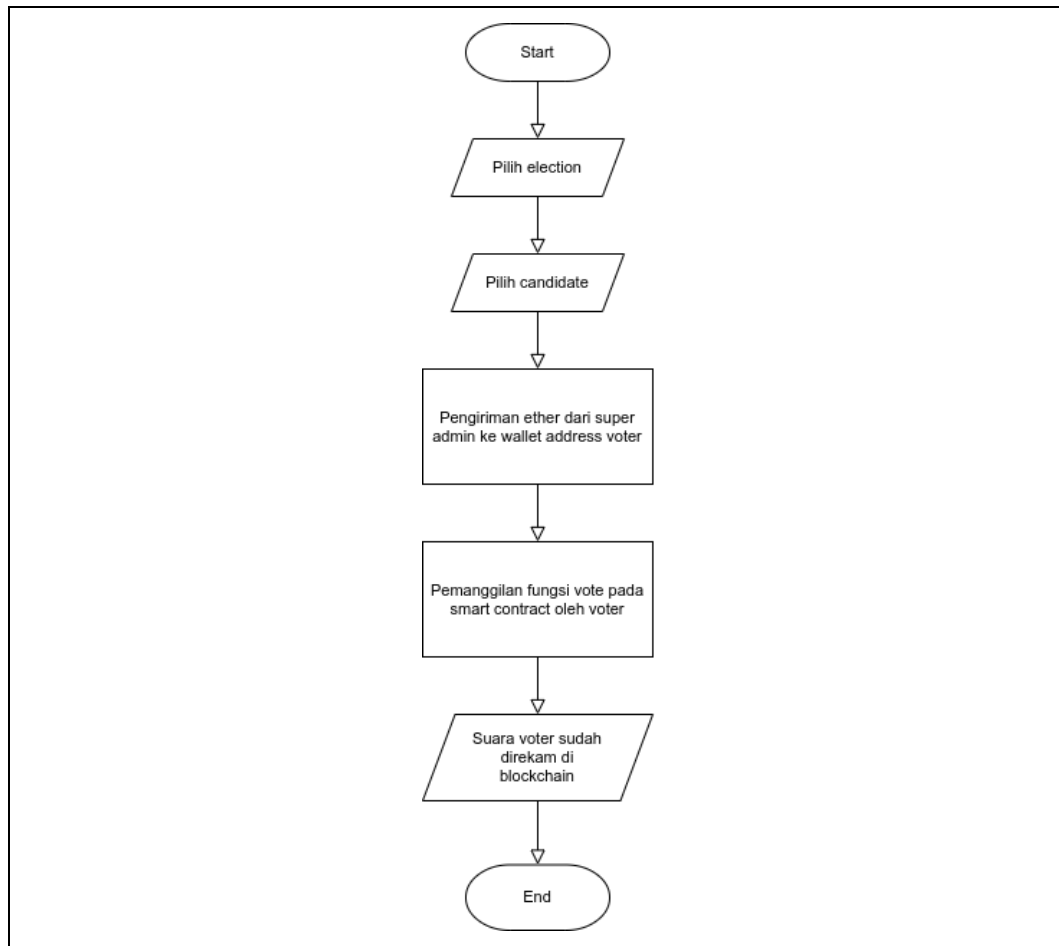 Start
Pilih election
Pilih candidate
Pengiriman ether dari super
admin ke wallet address voter
Pemanggilan fungsi vote pada
smart contract oleh voter
Suara voter sudah
direkam di
blockchain
End